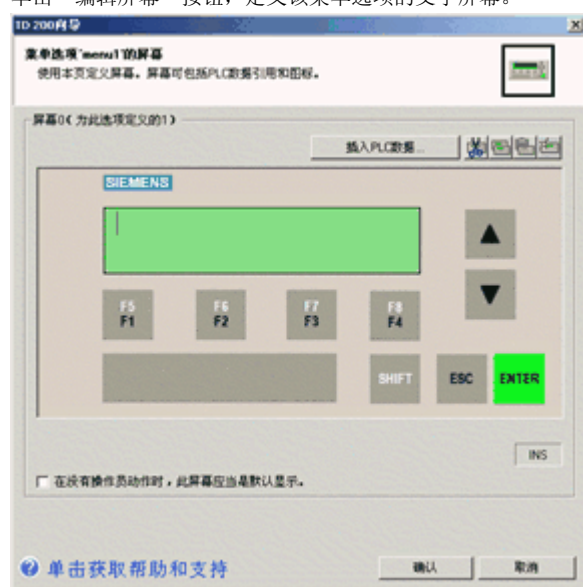 单击“编辑屏幕”按钮，定义该菜单选项的文字屏幕。
TD 200向导
菜单选项"menu1"的屏幕
使用本页定义屏幕。屏幕可包括PLC数据引用和图标。
屏幕0( 为此选项定义的1 )
插入PLC数据...
SIEMENS
F5 F6 F7 F8
F1 F2 F3 F4
SHIFT ESC ENTER
INS
在没有操作员动作时，此屏幕应当是默认显示。
单击获取帮助和支持
确认 取消